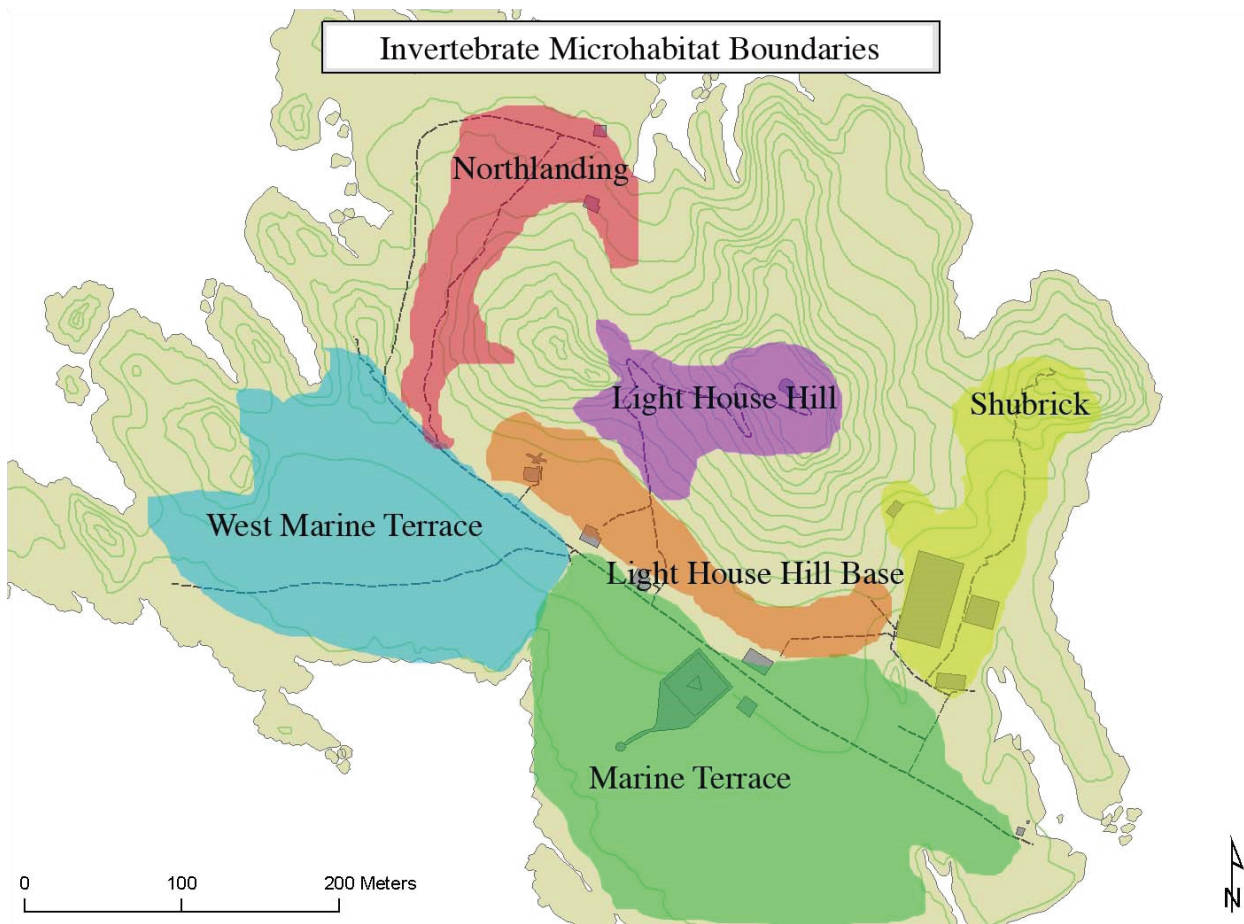 Invertebrate Microhabitat Boundaries
Northlanding
Light House Hill
Shubrick
West Marine Terrace
Light House Hill Base
Marine Terrace
0 100 200 Meters
N